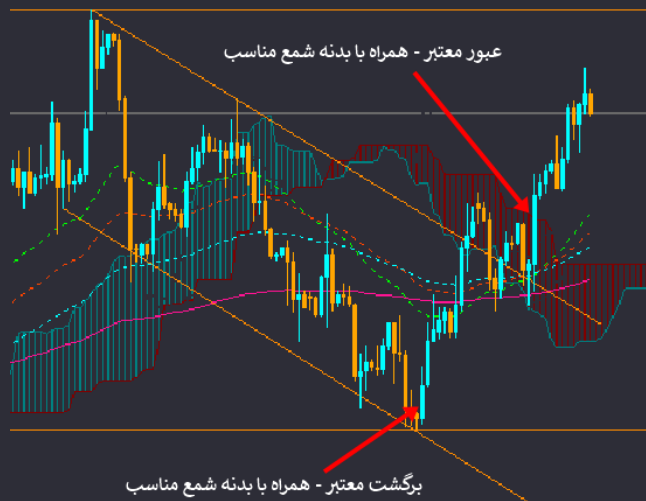 عبور معتبر - همراه با بدنه شمع مناسب
برگشت معتبر - همراه با بدنه شمع مناسب